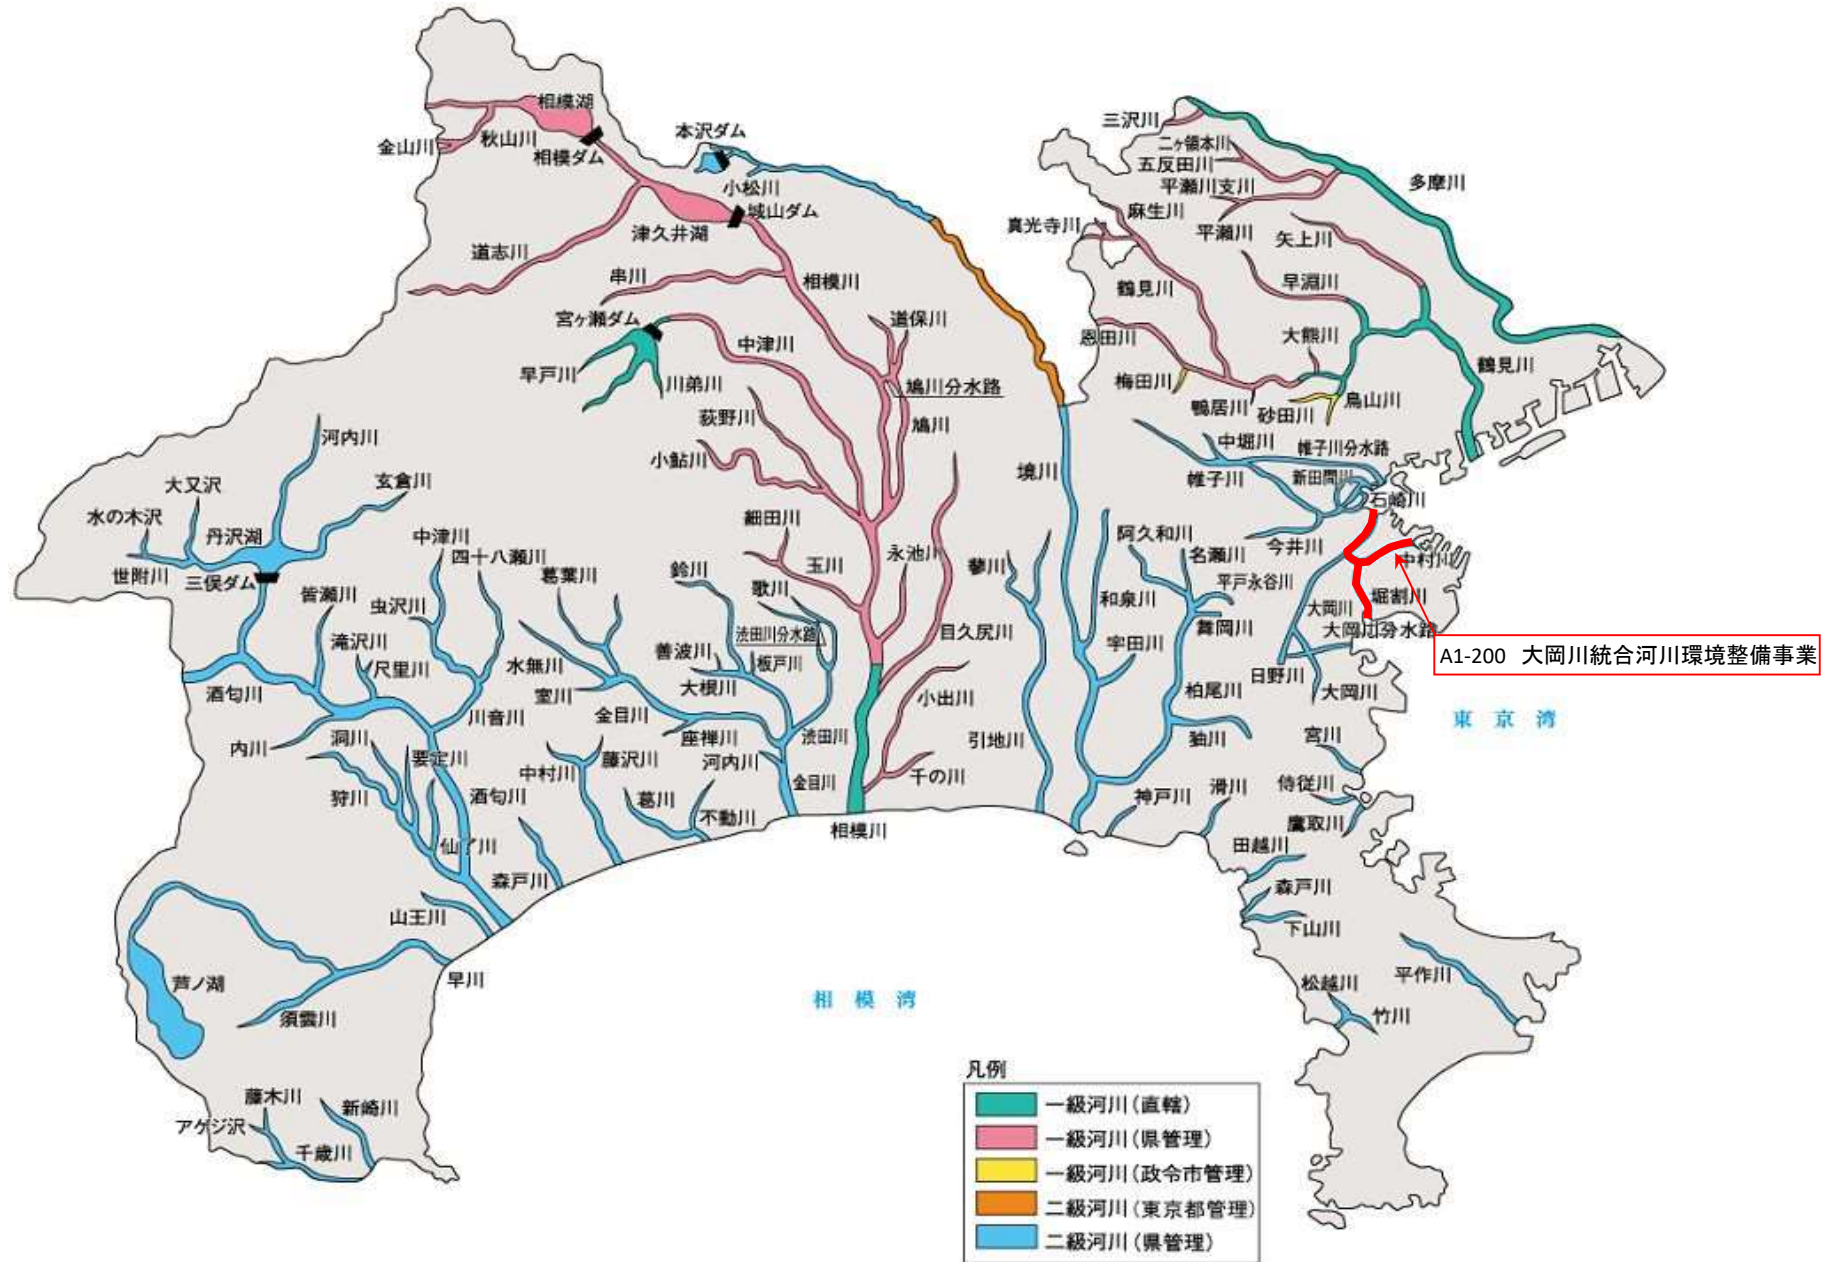 相模湖
金山川
秋山川
相模ダム
本沢ダム
小松川
城山ダム
津久井湖
道志川
串川
相模川
宮ヶ瀬ダム
中津川
道保川
早戸川
川弟川
鳩川分水路
荻野川
鳩川
小鮎川
三沢川
二ヶ領本川
五反田川
平瀬川支川
多摩川
麻生川
真光寺川
平瀬川
矢上川
鶴見川
早淵川
恩田川
大熊川
梅田川
鶴見川
鴨居川
砂田川
鳥山川
中堀川
帷子川分水路
境川
帷子川
新田間川
石崎川
今井川
中村川
堀割川
大岡川
大岡川分水路
A1-200 大岡川統合河川環境整備事業
日野川
大岡川
東京湾
河内川
大又沢
玄倉川
水の木沢
丹沢湖
世附川
三俣ダム
中津川
四十八瀬川
皆瀬川
虫沢川
葛葉川
滝沢川
尺里川
水無川
室川
酒匂川
川音川
金目川
内川
洞川
要定川
狩川
酒匂川
仙了川
中村川
藤沢川
森戸川
山王川
細田川
玉川
永池川
鈴川
歌川
渋田川分水路
善波川
板戸川
大根川
目久尻川
小出川
座禅川
渋田川
河内川
金目川
千の川
葛川
不動川
相模川
蓼川
阿久和川
名瀬川
平戸永谷川
和泉川
舞岡川
宇田川
柏尾川
引地川
㹨川
神戸川
滑川
宮川
侍従川
鷹取川
田越川
森戸川
下山川
松越川
竹川
平作川
芦ノ湖
須雲川
早川
相模湾
藤木川
アケジ沢
新崎川
千歳川
凡例
一級河川(直轄)
一級河川(県管理)
一級河川(政令市管理)
二級河川(東京都管理)
二級河川(県管理)